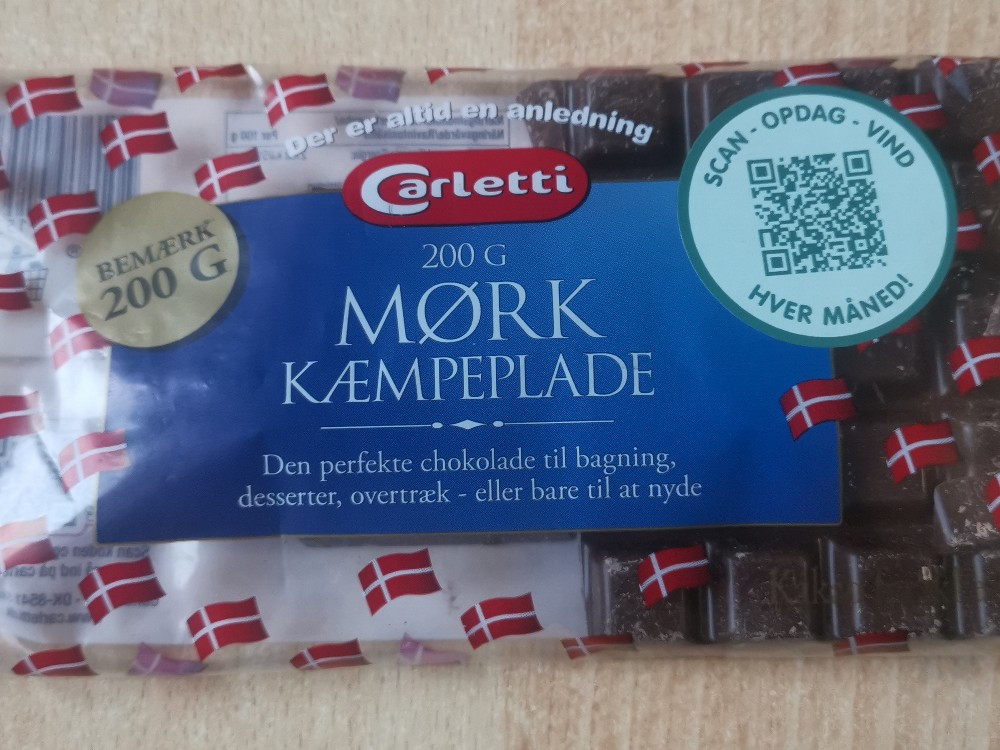 Der er altid en anledning
Carletti
SCAN - OPDAG - VIND
HVER MÅNED!
BEMÆRK
200 G
200 G
MØRK
KÆMPEPLADE
Den perfekte chokolade til bagning,
desserter, overtræk - eller bare til at nyde